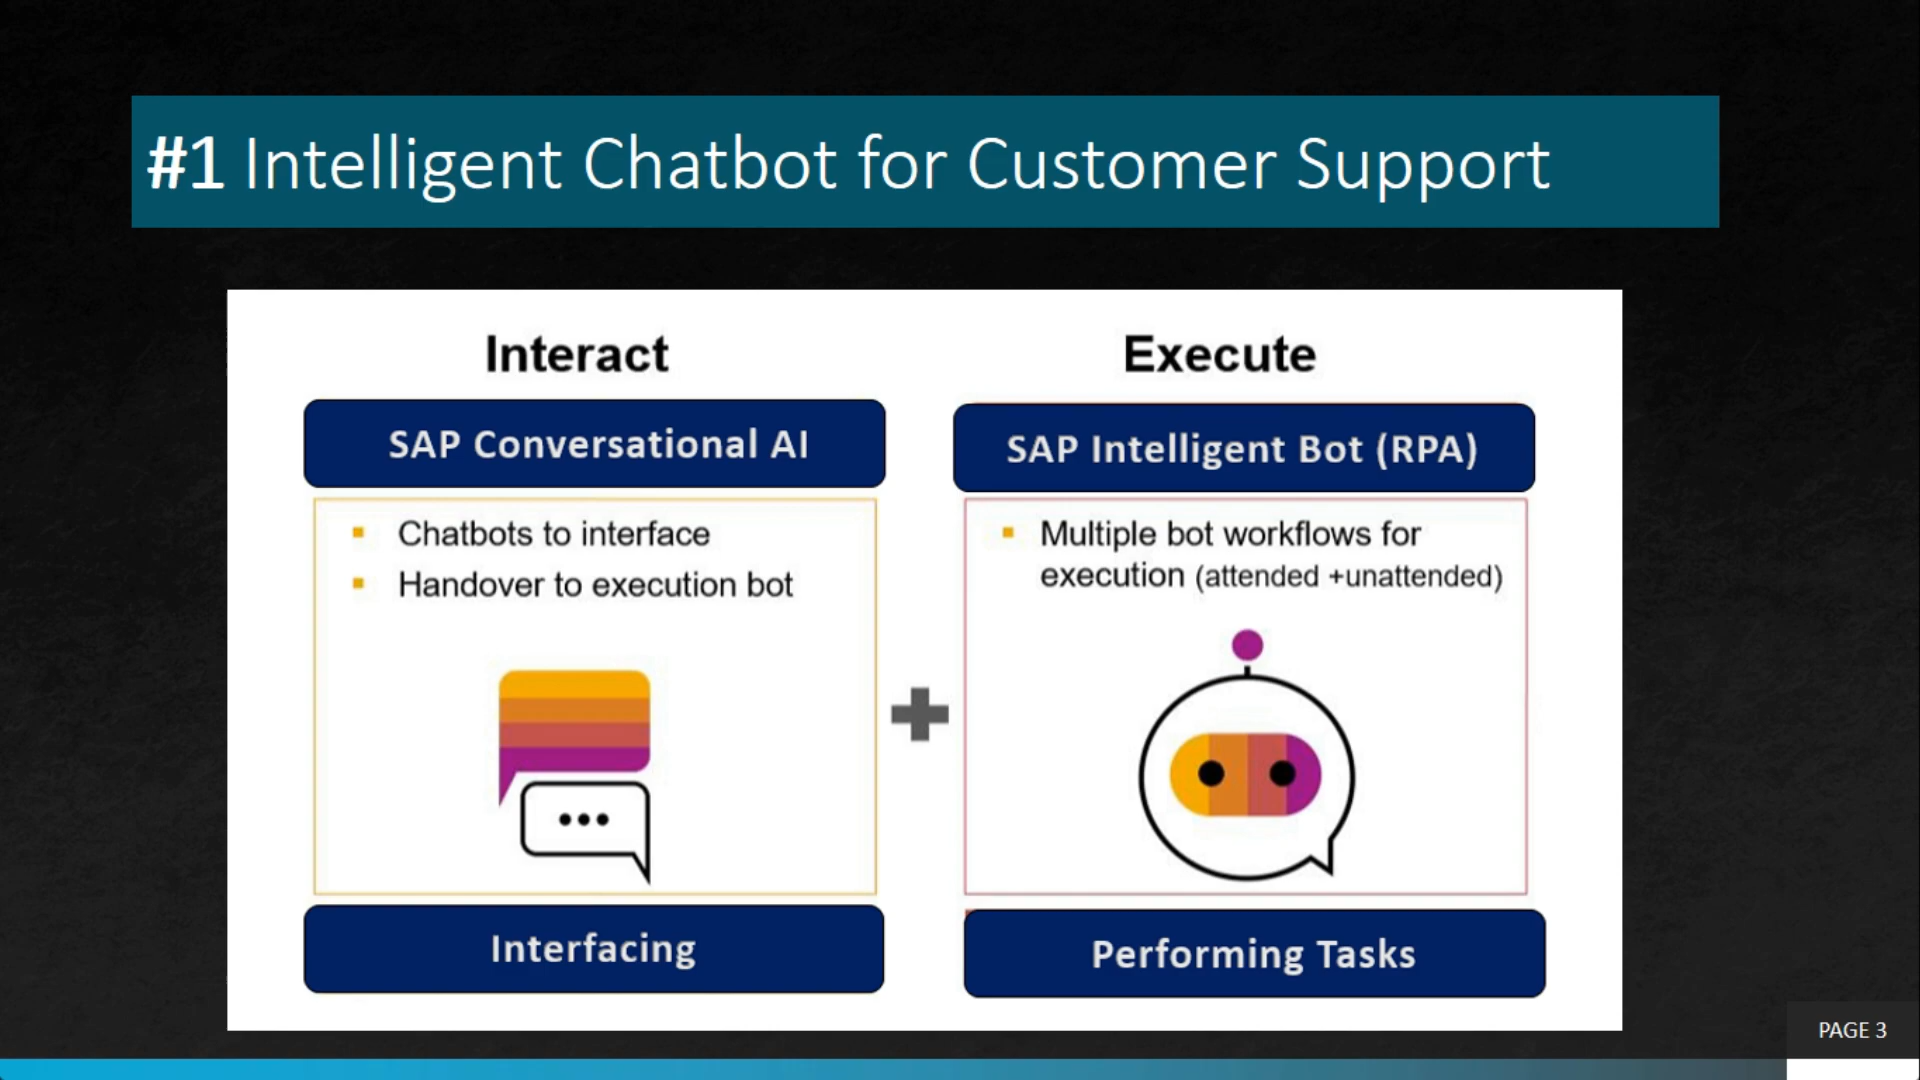 #1 Intelligent Chatbot for Customer Support
Interact
SAP Conversational AI
Chatbots to interface
Handover to execution bot
Interfacing
Execute
SAP Intelligent Bot (RPA)
Multiple bot workflows for
execution (attended +unattended)
Performing Tasks
PAGE 3